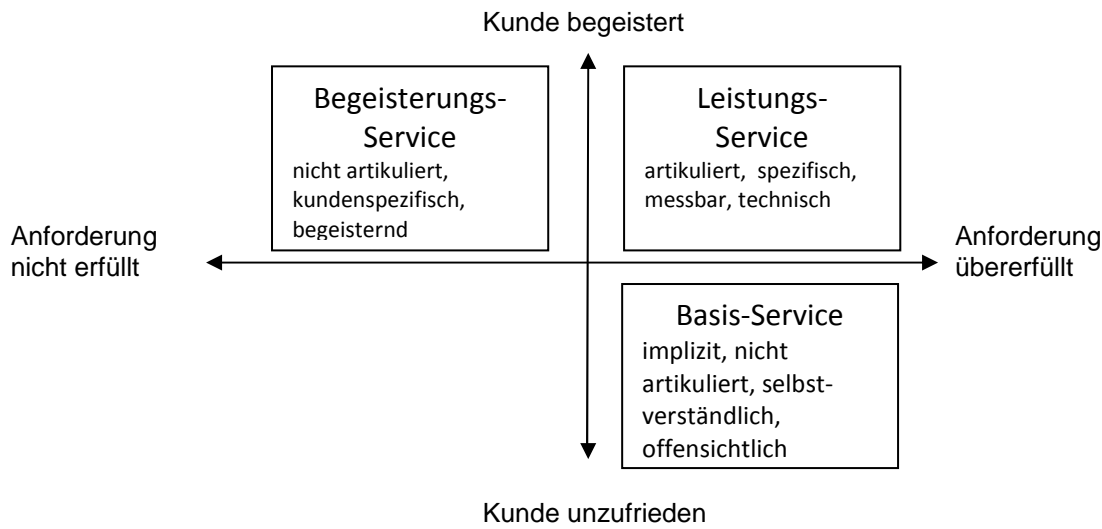 Kunde begeistert
Begeisterungs-
Service
nicht artikuliert,
kundenspezifisch,
begeisternd
Leistungs-
Service
artikuliert, spezifisch,
messbar, technisch
Anforderung
nicht erfüllt
Anforderung
übererfüllt
Basis-Service
implizit, nicht
artikuliert, selbst-
verständlich,
offensichtlich
Kunde unzufrieden